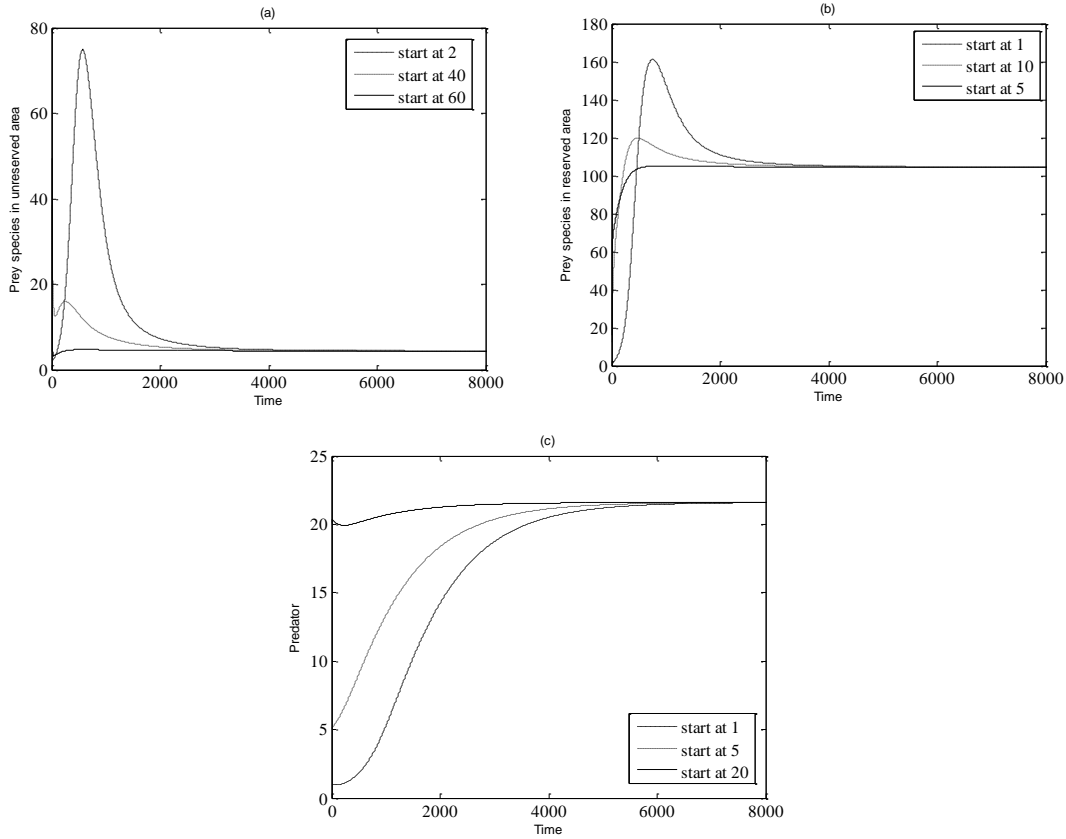 (a)
80
60
40
20
0
0 2000 4000 6000 8000
Time
Prey species in unreserved area
start at 2
start at 40
start at 60
(b)
180
160
140
120
100
80
60
40
20
0
0 2000 4000 6000 8000
Time
Prey species in reserved area
start at 1
start at 10
start at 5
(c)
25
20
15
10
5
0
0 2000 4000 6000 8000
Time
Predator
start at 1
start at 5
start at 20